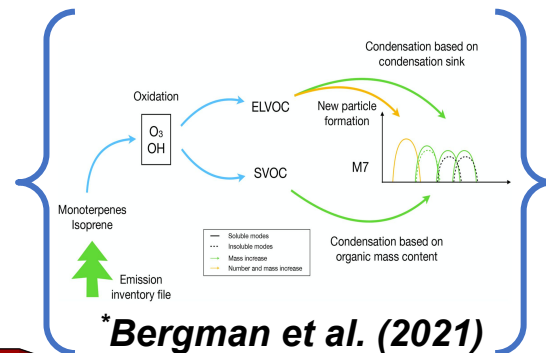 Condensation based on
condensation sink
Oxidation
ELVOC
O₃
OH
New particle
formation
M7
SVOC
Monoterpenes
Isoprene
Soluble modes
Insoluble modes
Mass increase
Number and mass increase
Condensation based on
organic mass content
Emission
inventory file
*Bergman et al. (2021)